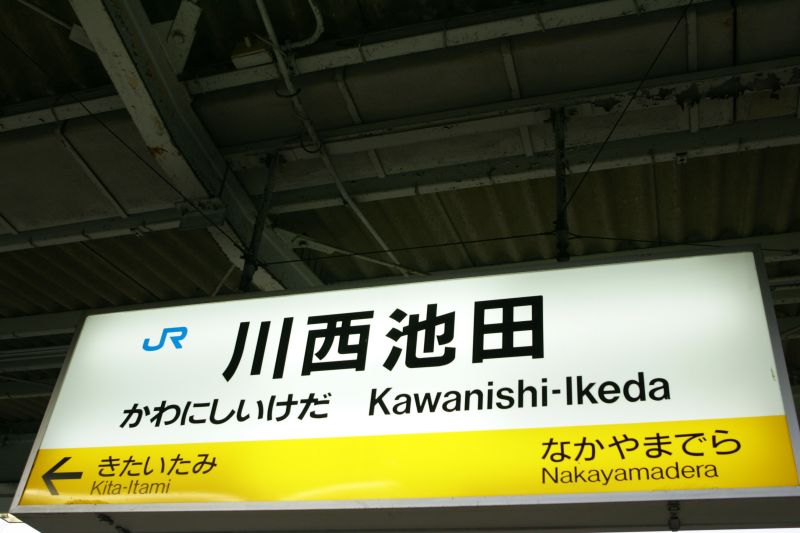 JR 川西池田
かわにしいけだ Kawanishi-Ikeda
← きたいたみ
Kita-Itami
なかやまでら
Nakayamadera